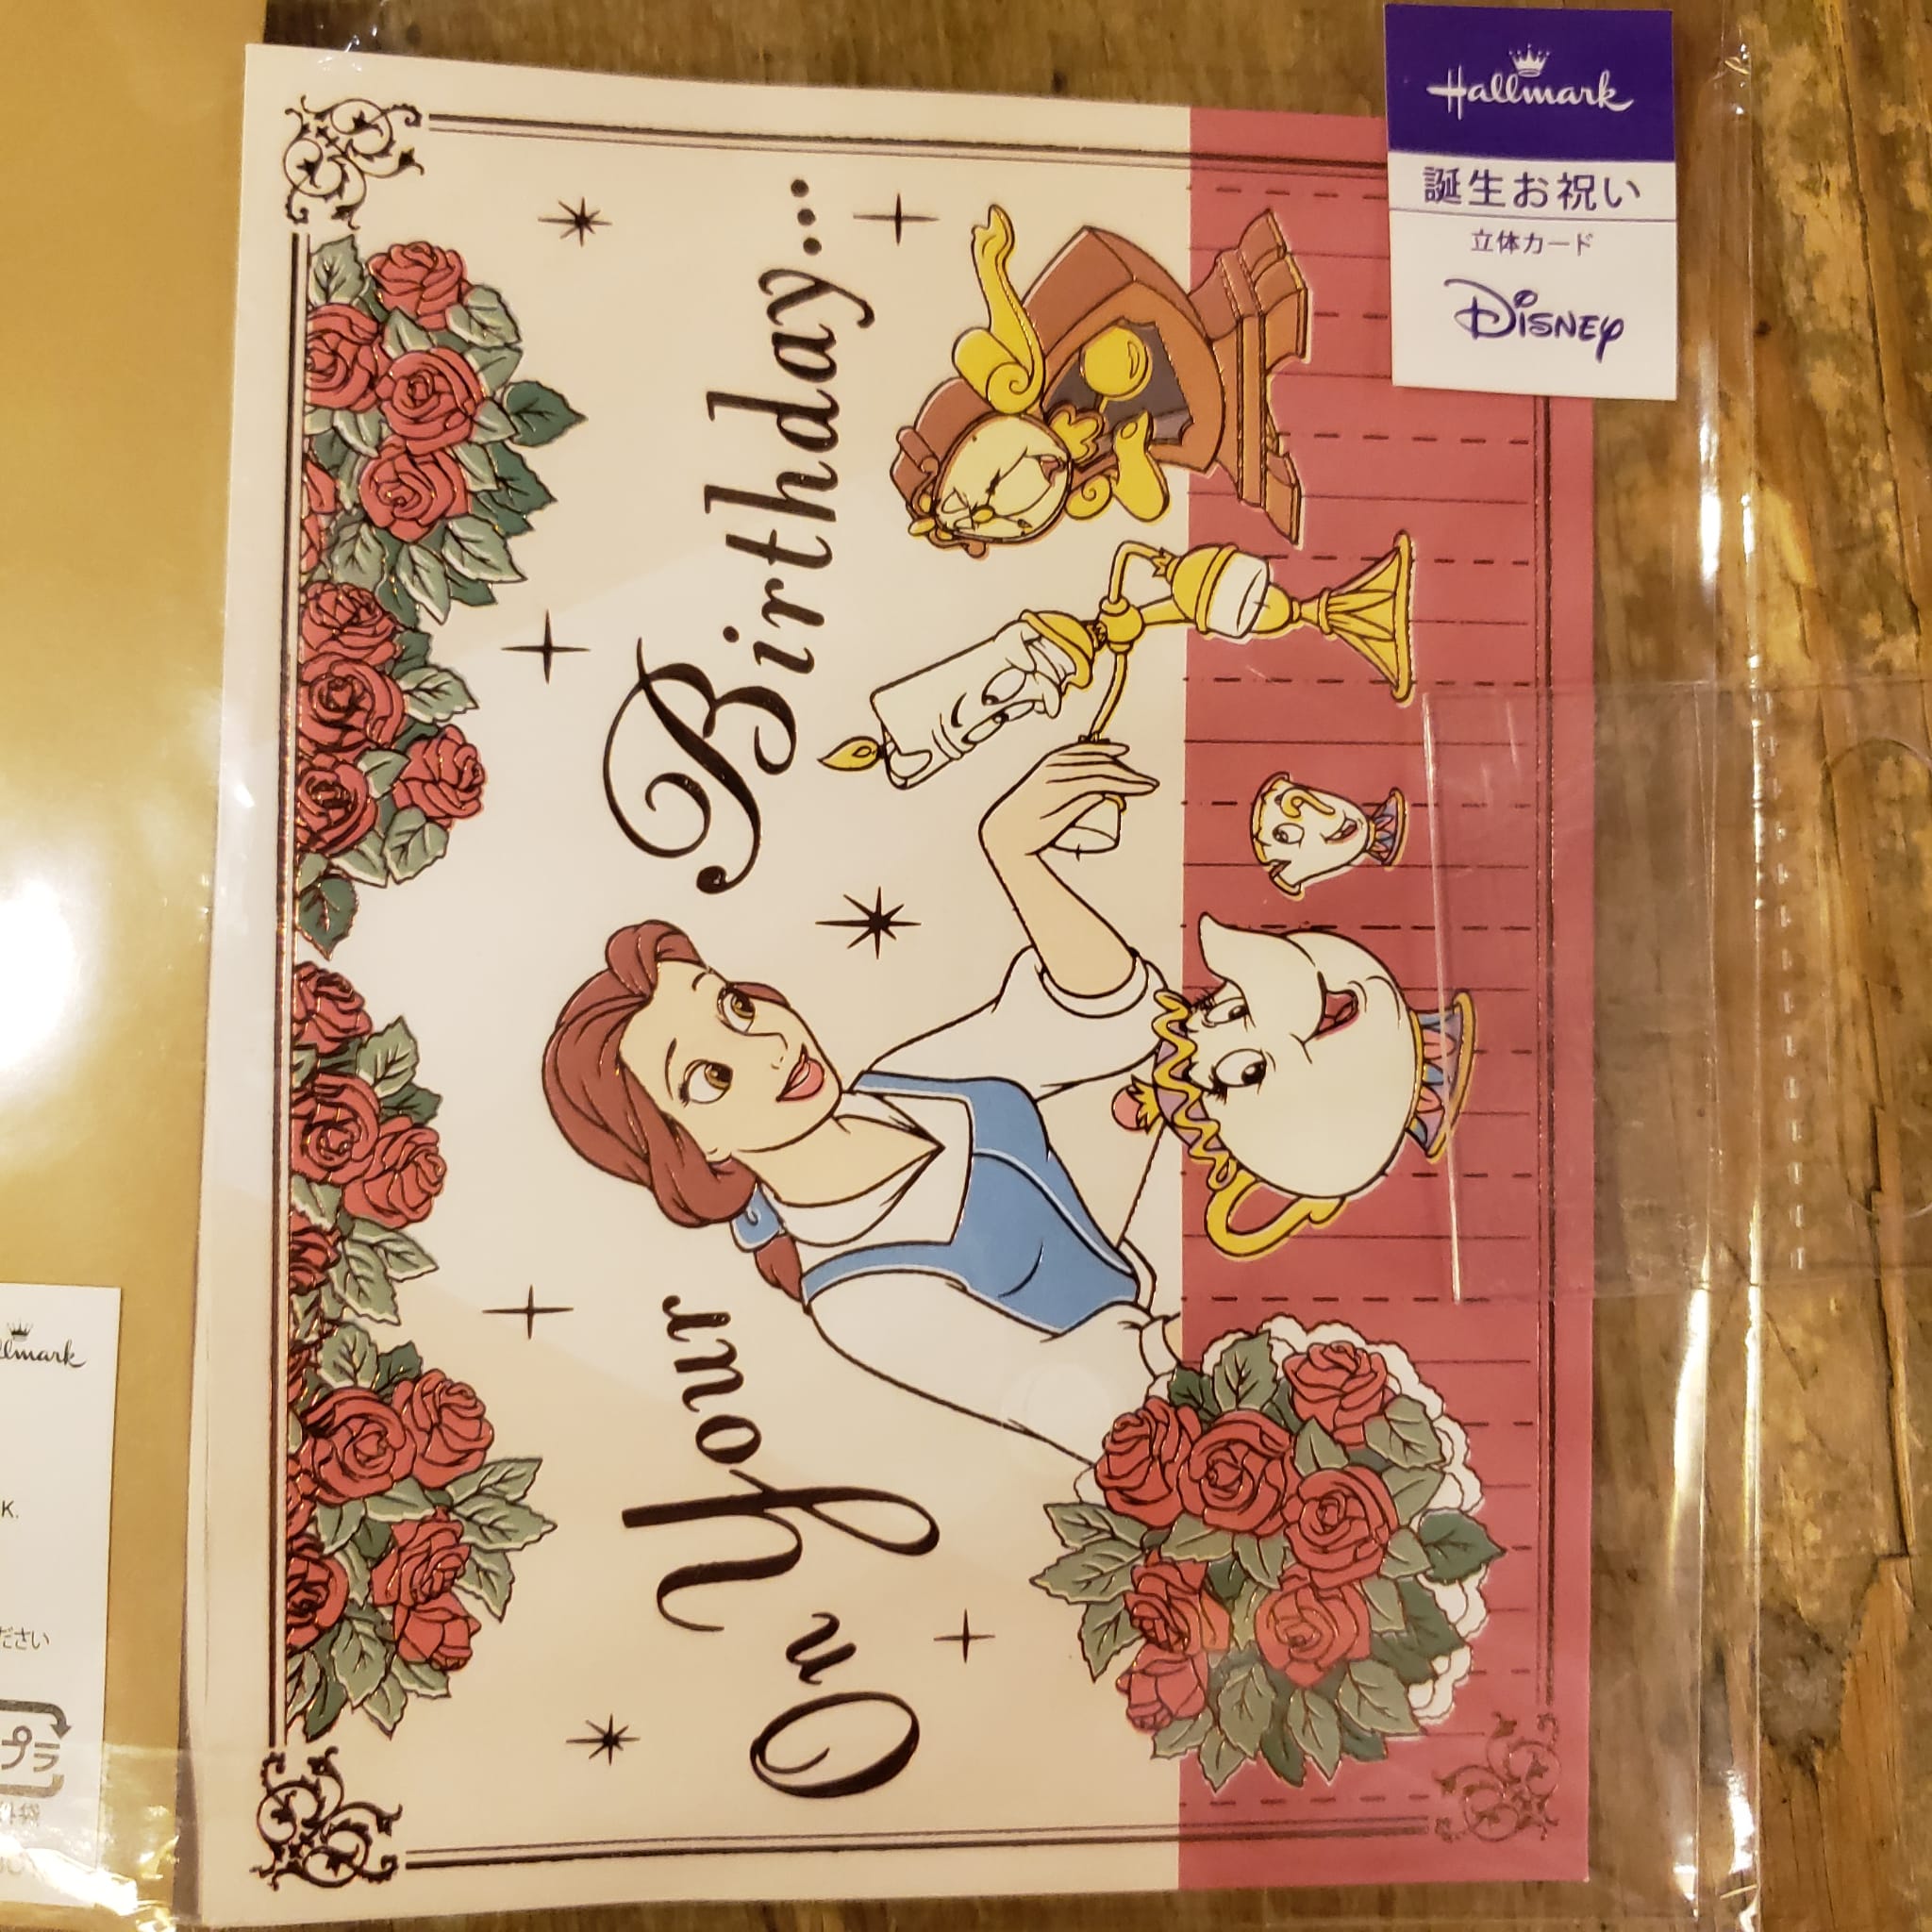 Hallmark
誕生お祝い
立体カード
Disney
On Your Birthday...
K.
ださい
プラ